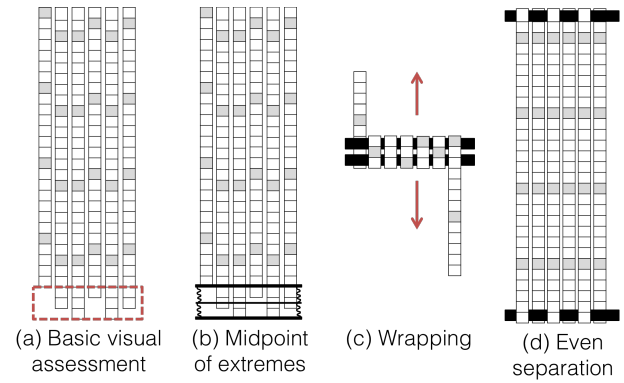 (a) Basic visual
assessment
(b) Midpoint
of extremes
(c) Wrapping
(d) Even
separation